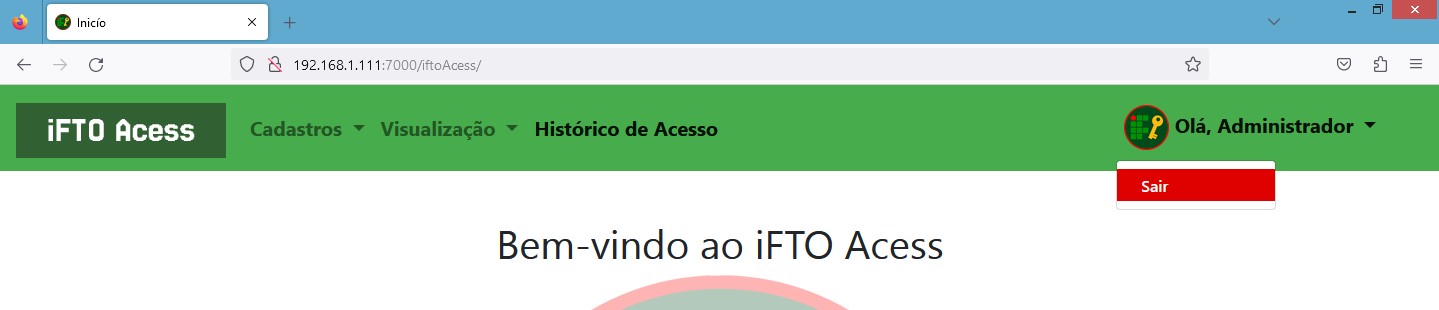 Inicío
192.168.1.111:7000/iftoAcess/
iFTO Acess
Cadastros
Visualização
Histórico de Acesso
Olá, Administrador
Sair
Bem-vindo ao iFTO Acess